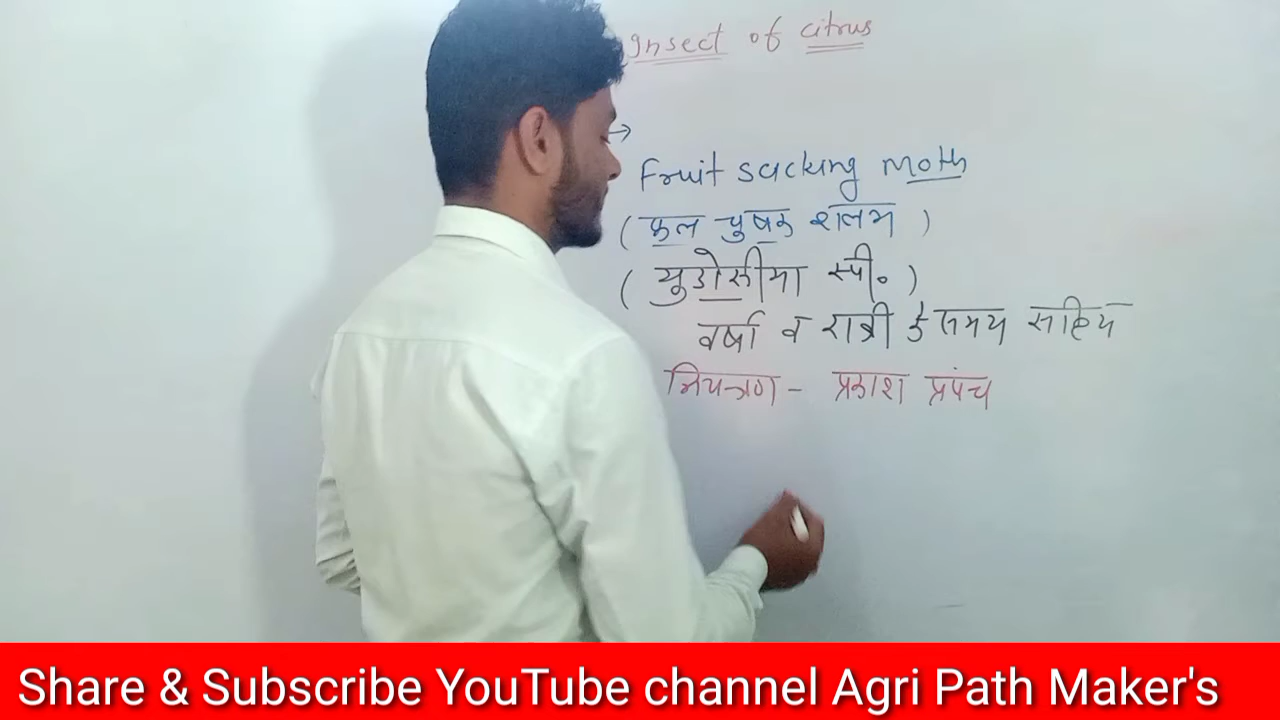 Insect of citrus
→
Fruit sucking moth
( फल चुषक शलभ )
( युडोसीमा स्पी० )
वर्षा व रात्री के समय सक्रिय
नियन्त्रण - प्रकाश प्रपंच
Share & Subscribe YouTube channel Agri Path Maker's